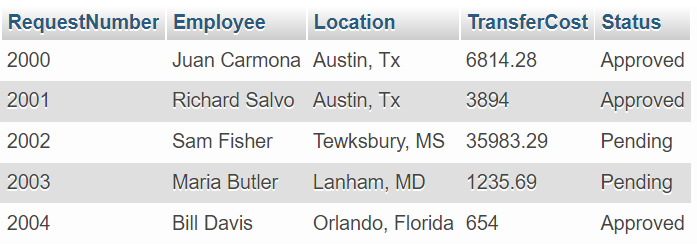 RequestNumber Employee Location TransferCost Status
2000 Juan Carmona Austin, Tx 6814.28 Approved
2001 Richard Salvo Austin, Tx 3894 Approved
2002 Sam Fisher Tewksbury, MS 35983.29 Pending
2003 Maria Butler Lanham, MD 1235.69 Pending
2004 Bill Davis Orlando, Florida 654 Approved